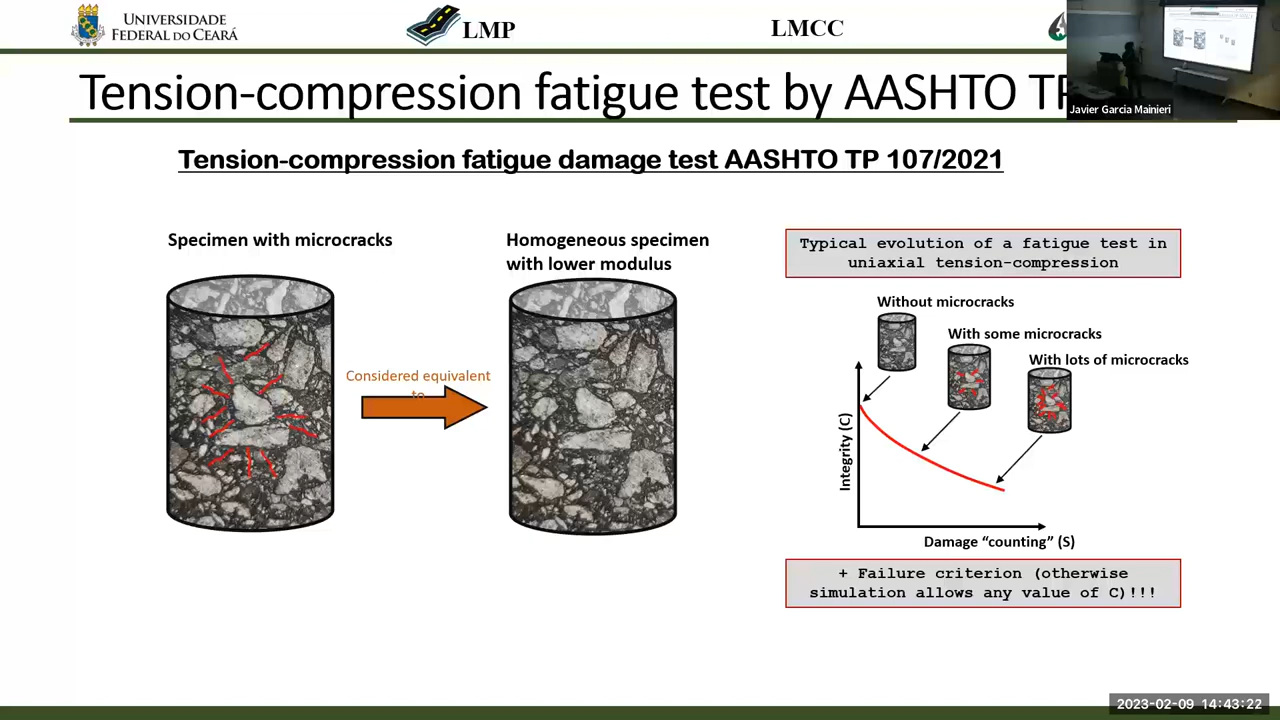 UNIVERSIDADE
FEDERAL DO CEARÁ
LMP
LMCC
Tension-compression fatigue test by AASHTO TP
Javier Garcia Mainieri
Tension-compression fatigue damage test AASHTO TP 107/2021
Specimen with microcracks
Homogeneous specimen
with lower modulus
Considered equivalent
to
Typical evolution of a fatigue test in
uniaxial tension-compression
Without microcracks
With some microcracks
With lots of microcracks
Integrity (C)
Damage “counting” (S)
+ Failure criterion (otherwise
simulation allows any value of C)!!!
2023-02-09 14:43:22